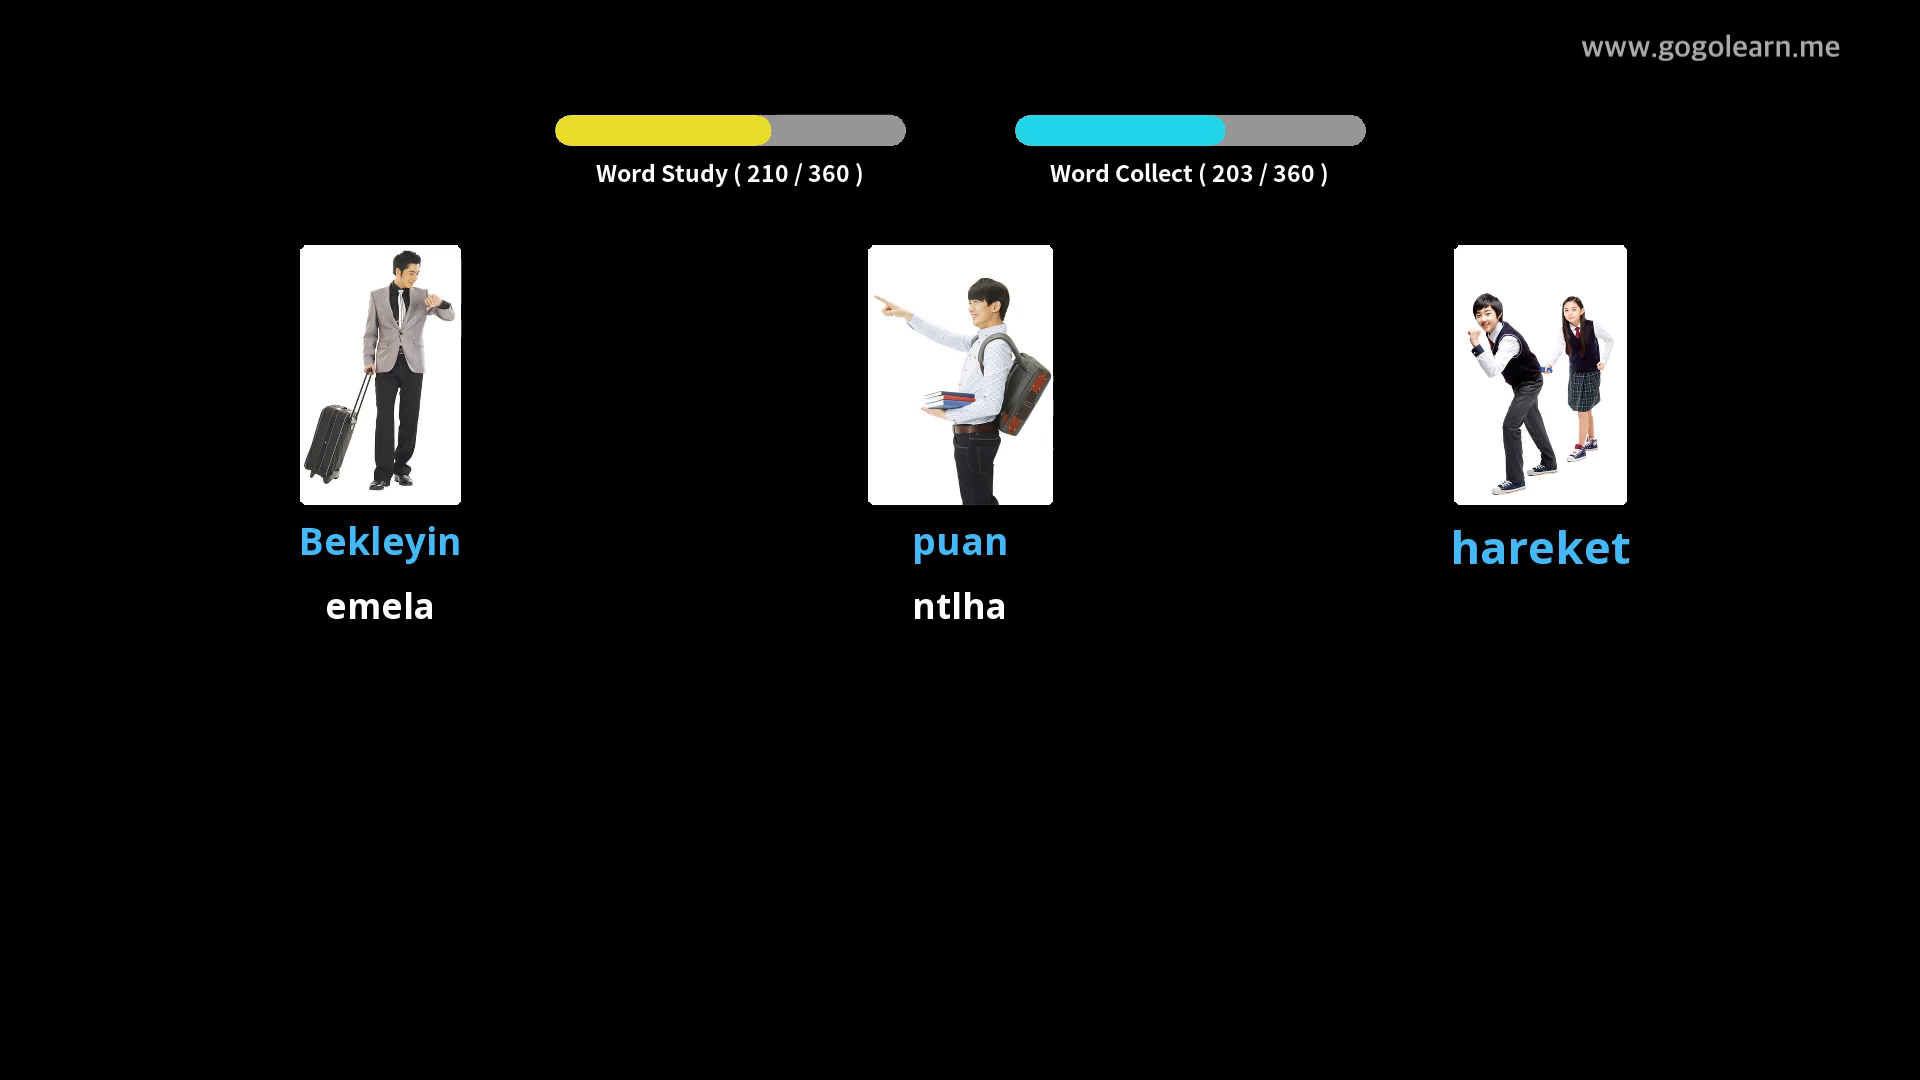 www.gogolearn.me
Word Study ( 210 / 360 )
Word Collect ( 203 / 360 )
Bekleyin
puan
hareket
emela
ntlha